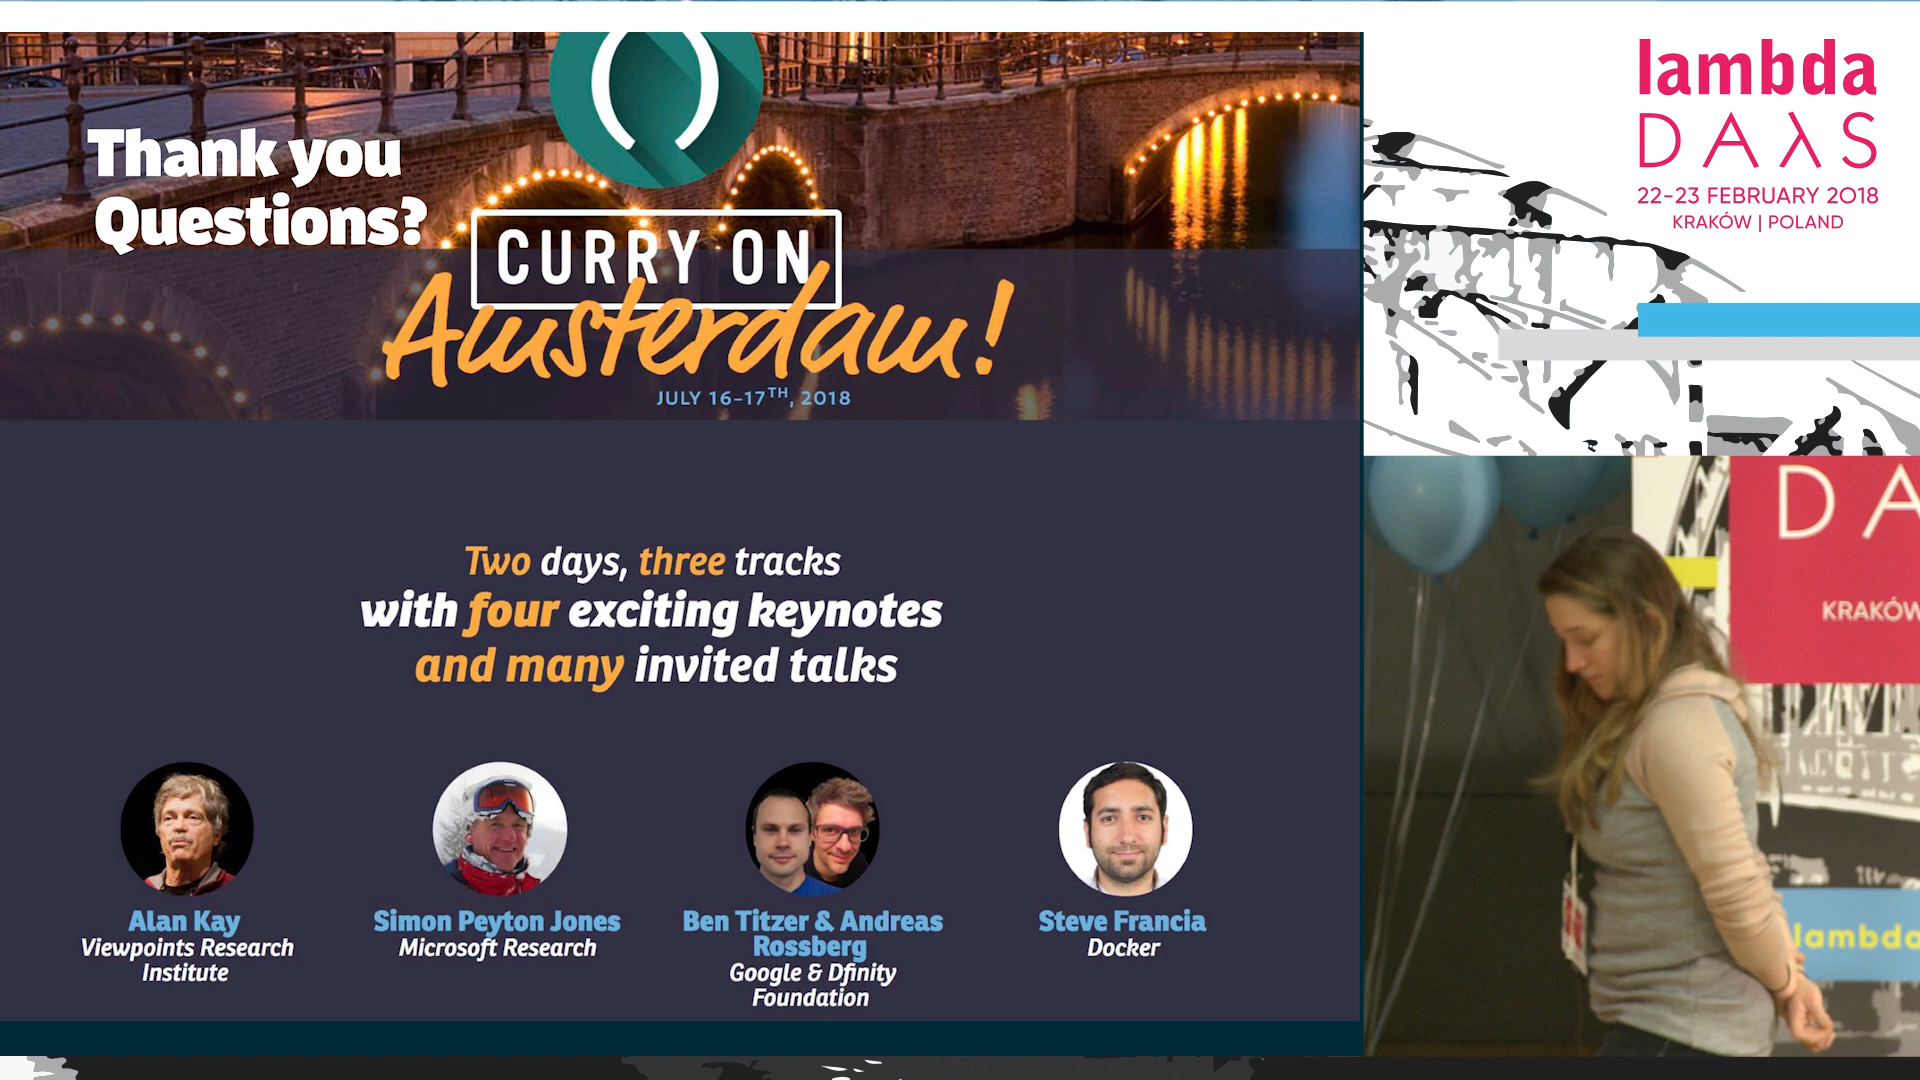 Thank you
Questions?
CURRY ON
Amsterdam!
JULY 16-17TH, 2018
Two days, three tracks
with four exciting keynotes
and many invited talks
Alan Kay
Viewpoints Research
Institute
Simon Peyton Jones
Microsoft Research
Ben Titzer & Andreas
Rossberg
Google & Dfinity
Foundation
Steve Francia
Docker
lambda
DAλS
22-23 FEBRUARY 2018
KRAKÓW | POLAND
DA
KRAKÓW
lambda